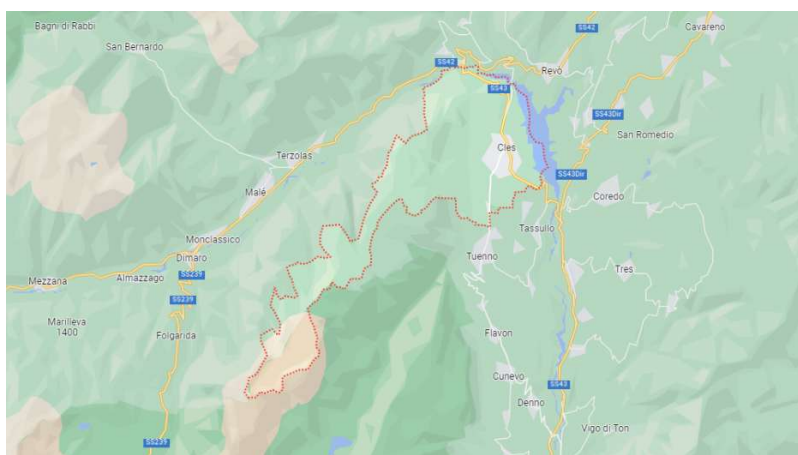 Bagni di Rabbi
San Bernardo
SS42
Cavareno
SS42
Revò
SS43
SS43Dir
San Romedio
Cles
Terzolas
SS43Dir
Malé
Coredo
Tassullo
Monclassico
Dimaro
Tuenno
Tres
Mezzana
Almazzago
SS239
SS239
Marilleva
1400
Folgarida
Flavon
Cunevo
SS43
Denno
Vigo di Ton
SS239